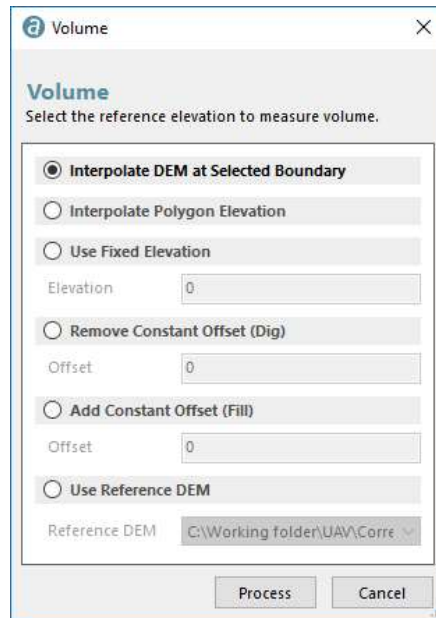 Volume
Volume
Select the reference elevation to measure volume.
Interpolate DEM at Selected Boundary
Interpolate Polygon Elevation
Use Fixed Elevation
Elevation 0
Remove Constant Offset (Dig)
Offset 0
Add Constant Offset (Fill)
Offset 0
Use Reference DEM
Reference DEM C:\Working folder\UAV\Corre
Process Cancel